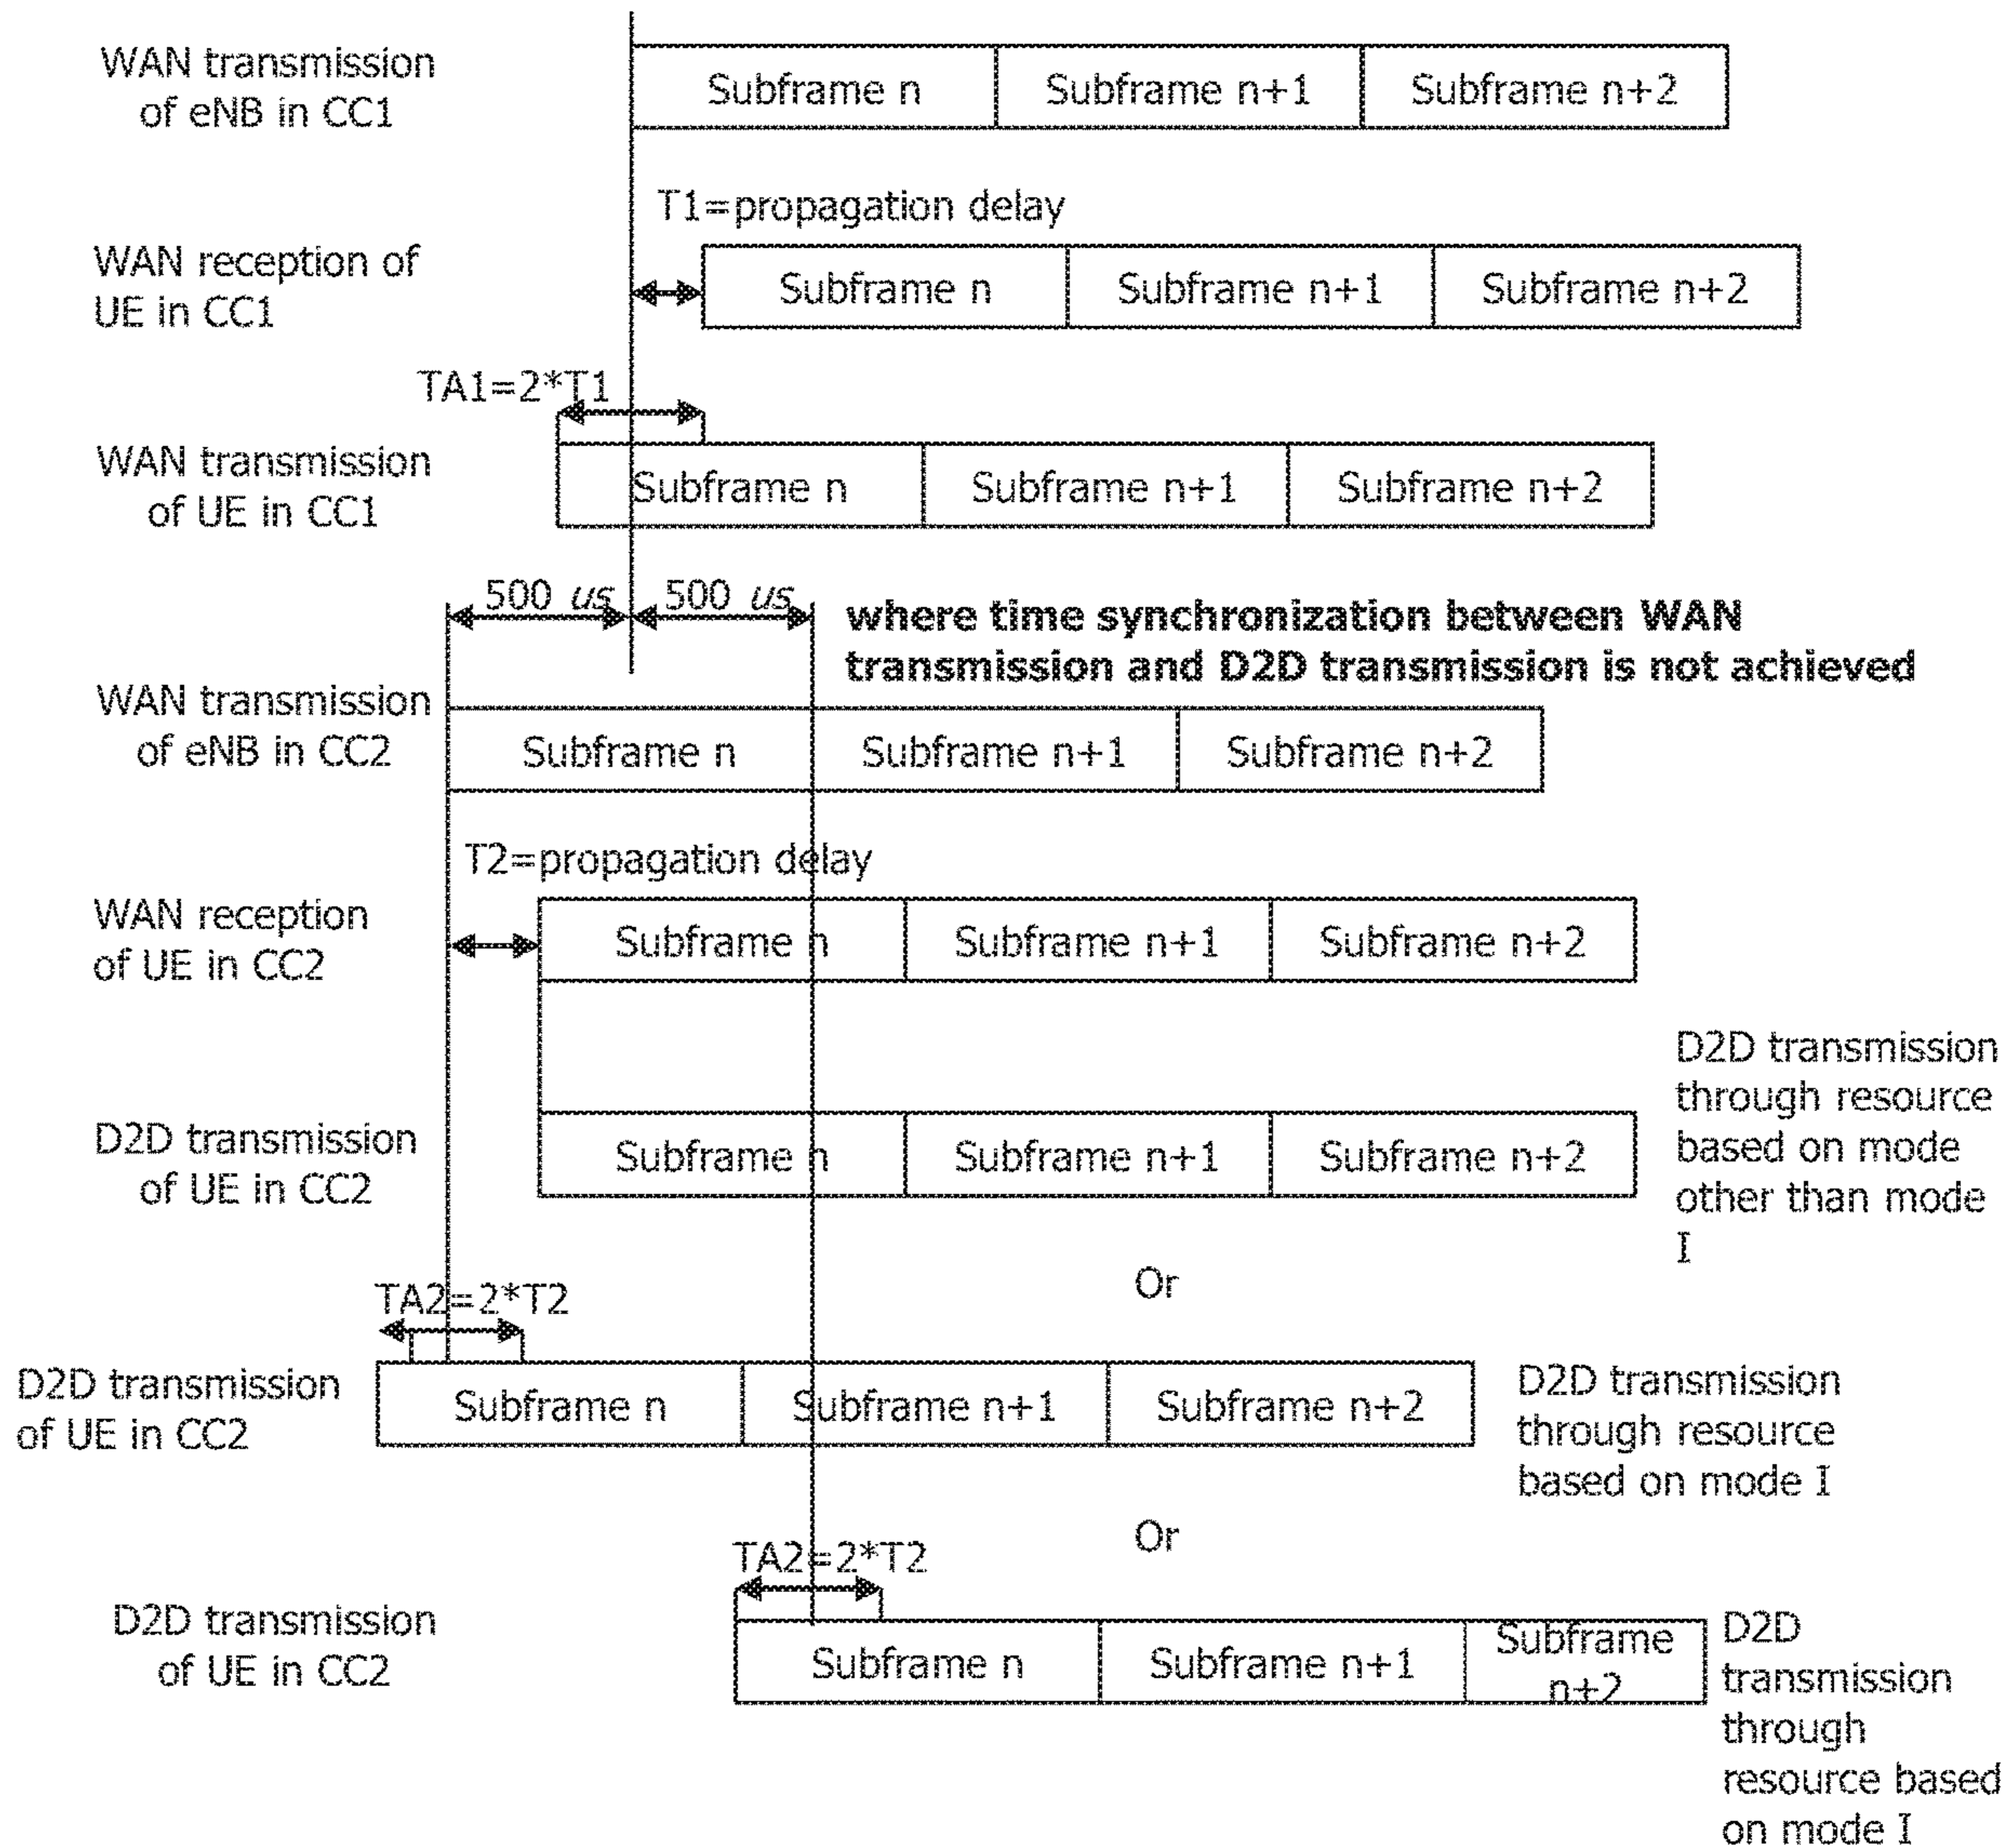 WAN transmission
of eNB in CC1
Subframe n
Subframe n+1
Subframe n+2
T1=propagation delay
WAN reception of
UE in CC1
Subframe n
Subframe n+1
Subframe n+2
TA1=2*T1
WAN transmission
of UE in CC1
Subframe n
Subframe n+1
Subframe n+2
500 us
500 us
where time synchronization between WAN
transmission and D2D transmission is not achieved
WAN transmission
of eNB in CC2
Subframe n
Subframe n+1
Subframe n+2
T2=propagation delay
WAN reception
of UE in CC2
Subframe n
Subframe n+1
Subframe n+2
D2D transmission
of UE in CC2
Subframe n
Subframe n+1
Subframe n+2
D2D transmission
through resource
based on mode
other than mode
I
Or
TA2=2*T2
D2D transmission
of UE in CC2
Subframe n
Subframe n+1
Subframe n+2
D2D transmission
through resource
based on mode I
Or
TA2=2*T2
D2D transmission
of UE in CC2
Subframe n
Subframe n+1
Subframe
n+2
D2D
transmission
through
resource based
on mode I